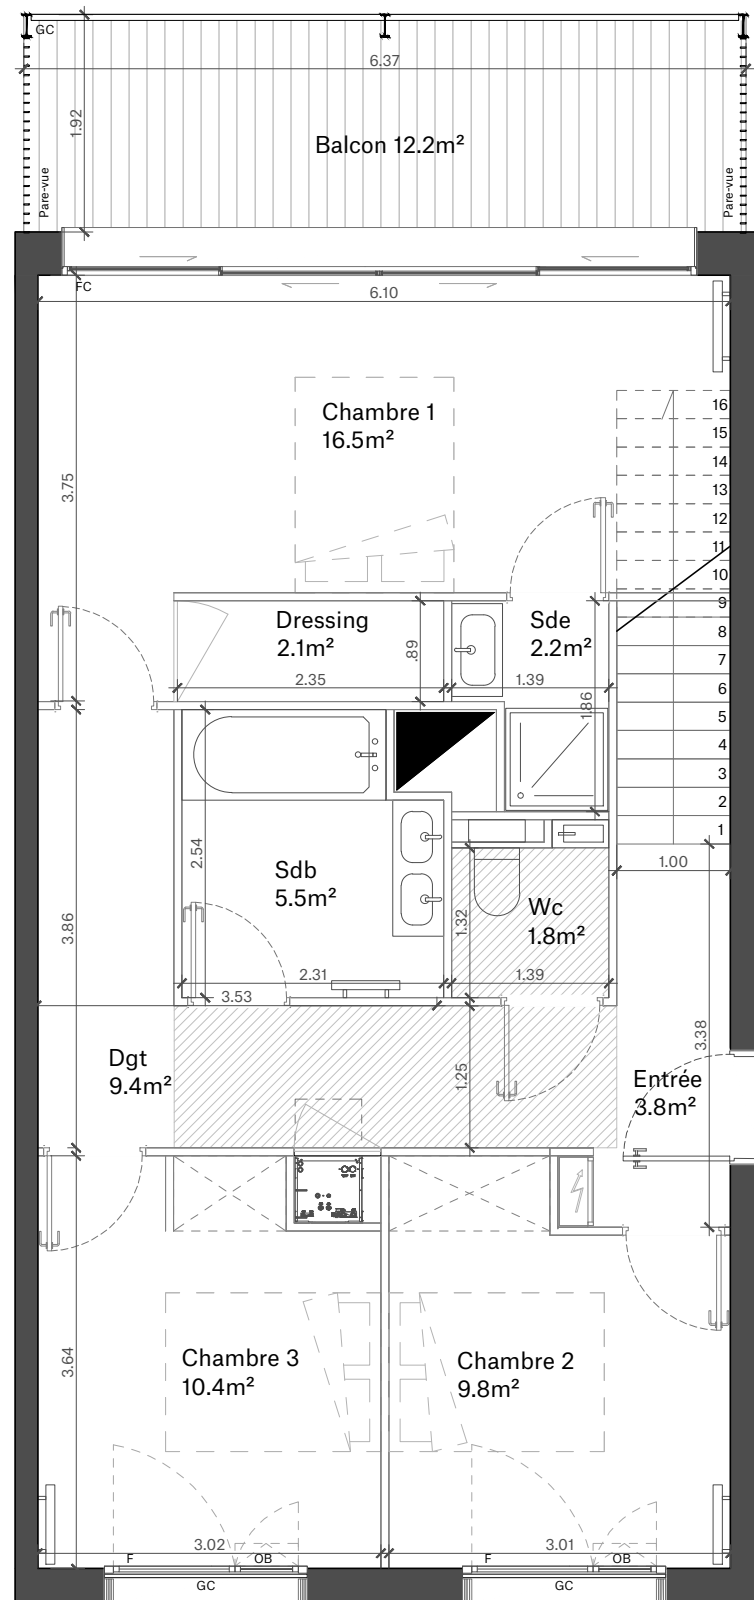 GC
6.37
1.92
Balcon 12.2m²
Pare-vue
Pare-vue
FC
6.10
Chambre 1
16.5m²
3.75
16
15
14
13
12
11
10
9
8
7
6
5
4
3
2
1
Dressing
2.1m²
.89
2.35
Sde
2.2m²
1.39
1.86
2.54
Sdb
5.5m²
3.86
1.00
Wc
1.8m²
1.32
2.31
1.39
3.53
3.38
Dgt
9.4m²
1.25
Entrée
3.8m²
3.64
Chambre 3
10.4m²
Chambre 2
9.8m²
3.02
3.01
F
OB
F
OB
GC
GC